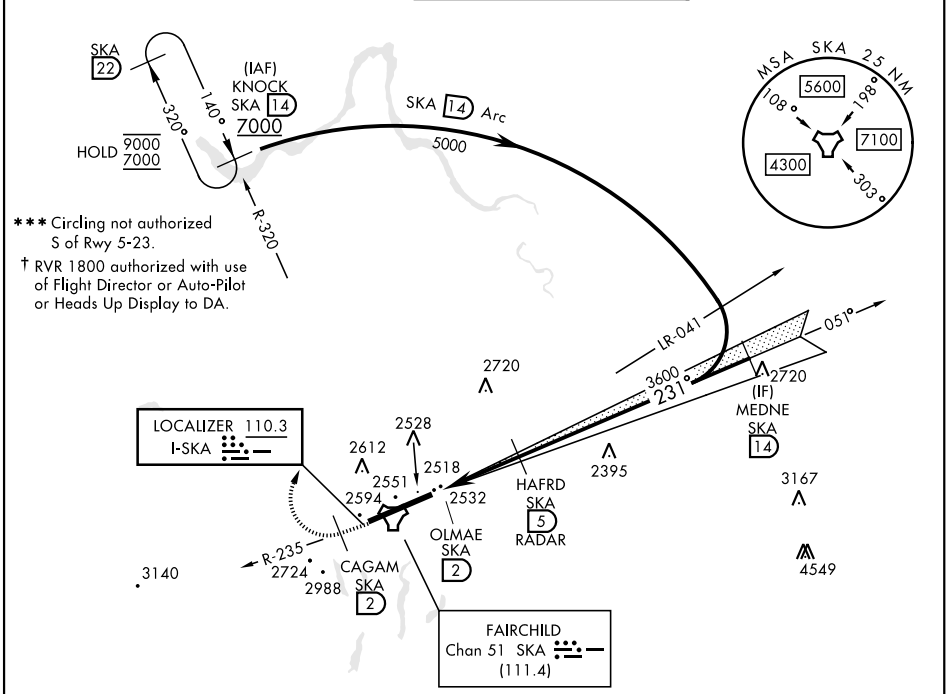 SKA
22
320°
140°
HOLD 9000
7000
(IAF)
KNOCK
SKA 14
7000
R-320
SKA 14 Arc
5000
MSA SKA 25 NM
5600
108°
198°
7100
4300
303°
*** Circling not authorized
S of Rwy 5-23.
† RVR 1800 authorized with use
of Flight Director or Auto-Pilot
or Heads Up Display to DA.
LR-041
051°
3600
231°
2720
2720
(IF)
MEDNE
SKA
14
LOCALIZER 110.3
I-SKA
2528
2612
2551
2518
2594
2532
2395
HAFRD
SKA
5
RADAR
3167
4549
OLMAE
SKA
2
R-235
2724
2988
CAGAM
SKA
2
3140
FAIRCHILD
Chan 51 SKA
(111.4)